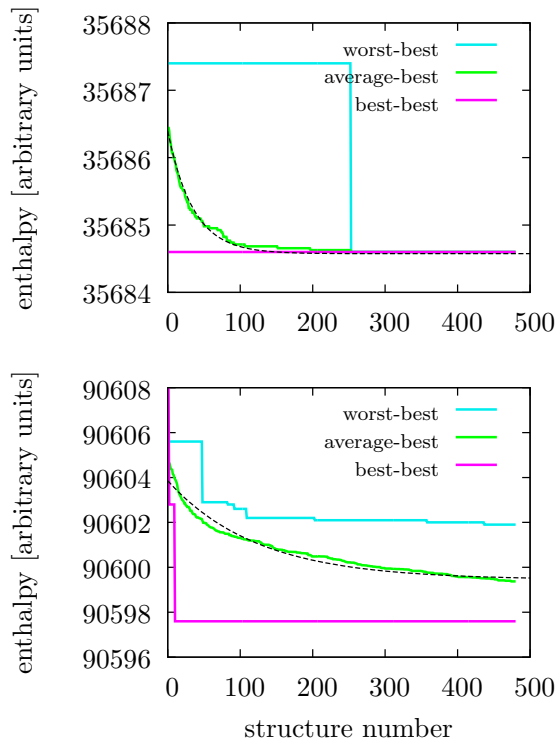 35688
35687
35686
35685
35684
enthalpy [arbitrary units]
worst-best
average-best
best-best
0 100 200 300 400 500
90608
90606
90604
90602
90600
90598
90596
enthalpy [arbitrary units]
worst-best
average-best
best-best
0 100 200 300 400 500
structure number